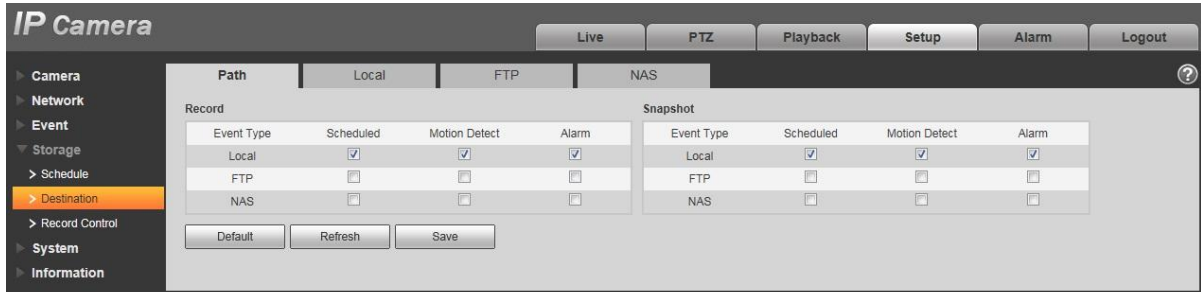 IP Camera
Live PTZ Playback Setup Alarm Logout
Camera
Network
Event
Storage
> Schedule
> Destination
> Record Control
System
Information
Path Local FTP NAS
?
Record
Event Type Scheduled Motion Detect Alarm
Local
FTP
NAS
Snapshot
Event Type Scheduled Motion Detect Alarm
Local
FTP
NAS
Default Refresh Save